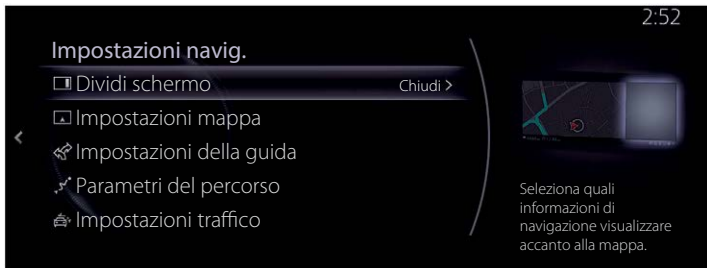 2:52
Impostazioni navig.
Dividi schermo Chiudi >
Impostazioni mappa
Impostazioni della guida
Parametri del percorso
Impostazioni traffico
Seleziona quali
informazioni di
navigazione visualizzare
accanto alla mappa.